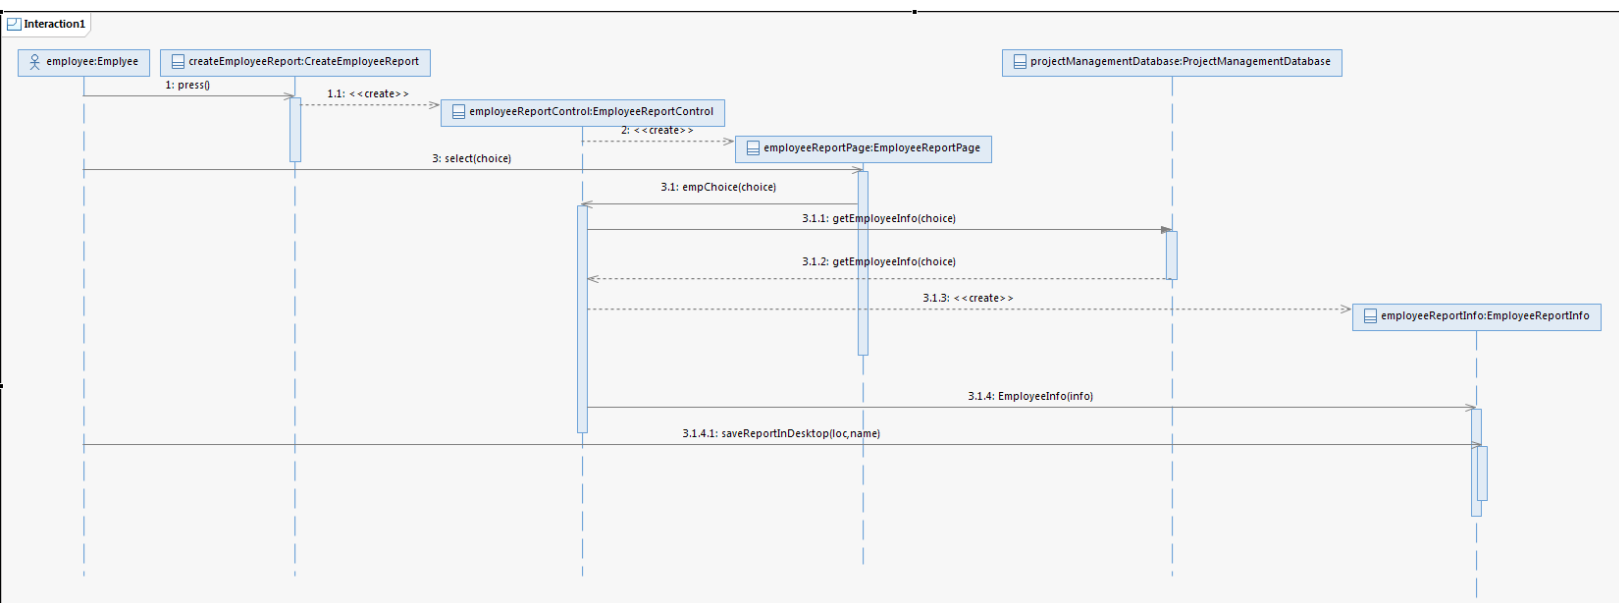 Interaction1
employee:Emplyee
createEmployeeReport:CreateEmployeeReport
projectManagementDatabase:ProjectManagementDatabase
1: press()
1.1: <<create>>
employeeReportControl:EmployeeReportControl
2: <<create>>
employeeReportPage:EmployeeReportPage
3: select(choice)
3.1: empChoice(choice)
3.1.1: getEmployeeInfo(choice)
3.1.2: getEmployeeInfo(choice)
3.1.3: <<create>>
employeeReportInfo:EmployeeReportInfo
3.1.4: EmployeeInfo(info)
3.1.4.1: saveReportInDesktop(loc,name)